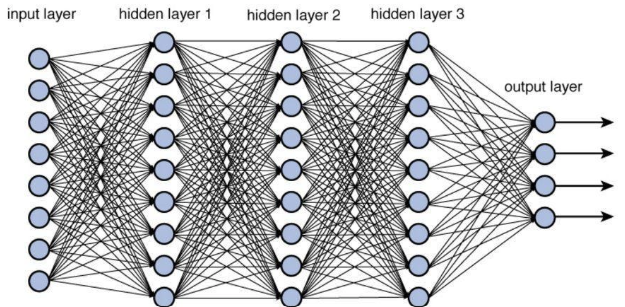 input layer
hidden layer 1
hidden layer 2
hidden layer 3
output layer